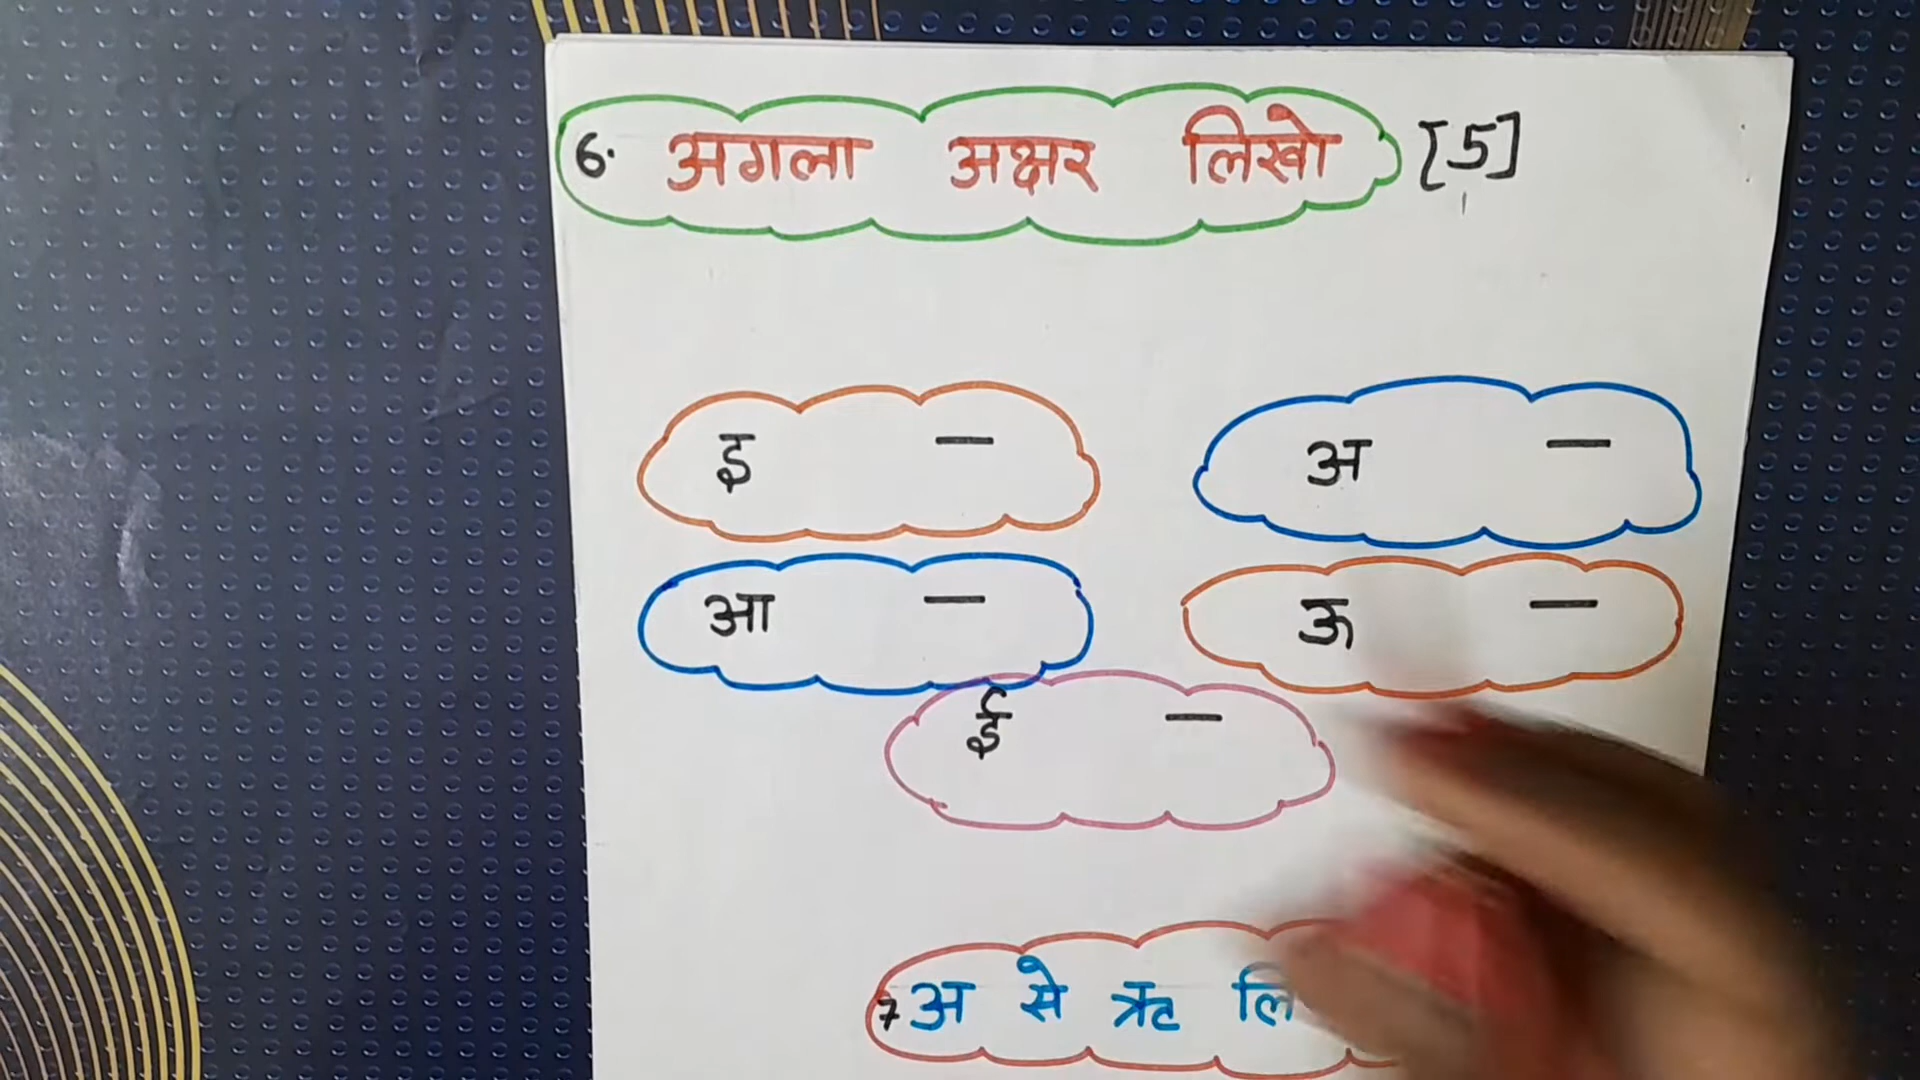 6. अगला अक्षर लिखो [5]
इ — अ —
आ — ऊ —
ई —
7 अ से ऋ